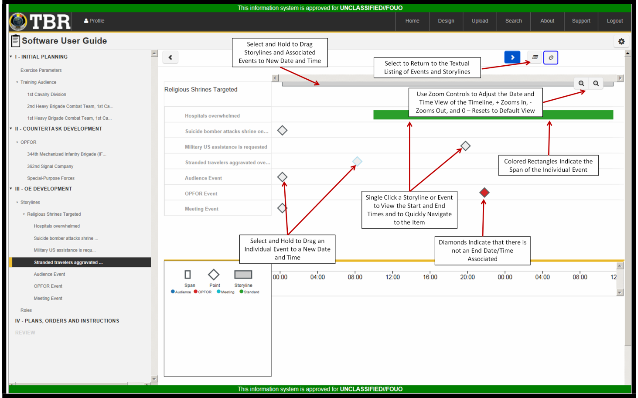 This information system is approved for UNCLASSIFIED//FOUO
TBR
Profile
Home
Design
Upload
Search
About
Support
Logout
Software User Guide
I - INITIAL PLANNING
Exercise Parameters
Training Audience
1st Cavalry Division
2nd Heavy Brigade Combat Team, 1st Ca...
1st Heavy Brigade Combat Team, 1st Ca...
II - COUNTERTASK DEVELOPMENT
OPFOR
344th Mechanized Infantry Brigade (IF...
302nd Signal Company
Special-Purpose Forces
III - OE DEVELOPMENT
Storylines
Religious Shrines Targeted
Hospitals overwhelmed
Suicide bomber attacks shrine ...
Military US assistance is requ...
Stranded travelers aggravated ...
Audience Event
OPFOR Event
Meeting Event
Roles
IV - PLANS, ORDERS AND INSTRUCTIONS
Select and Hold to Drag
Storylines and Associated
Events to New Date and Time
Select to Return to the Textual
Listing of Events and Storylines
Religious Shrines Targeted
Use Zoom Controls to Adjust the Date and
Time View of the Timeline, + Zooms In, -
Zooms Out, and 0 – Resets to Default View
Hospitals overwhelmed
Suicide bomber attacks shrine on...
Military US assistance is requested
Stranded travelers aggravated ove...
Audience Event
OPFOR Event
Meeting Event
Colored Rectangles Indicate the
Span of the Individual Event
Single Click a Storyline or Event
to View the Start and End
Times and to Quickly Navigate
to the Item
Select and Hold to Drag an
Individual Event to a New Date
and Time
Diamonds Indicate that there is
not an End Date/Time
Associated
Span
Point
Storyline
Audience
OPFOR
Meeting
Standard
00:00 04:00 08:00 12:00 16:00 20:00 00:00 04:00 08:00 12:
This information system is approved for UNCLASSIFIED//FOUO